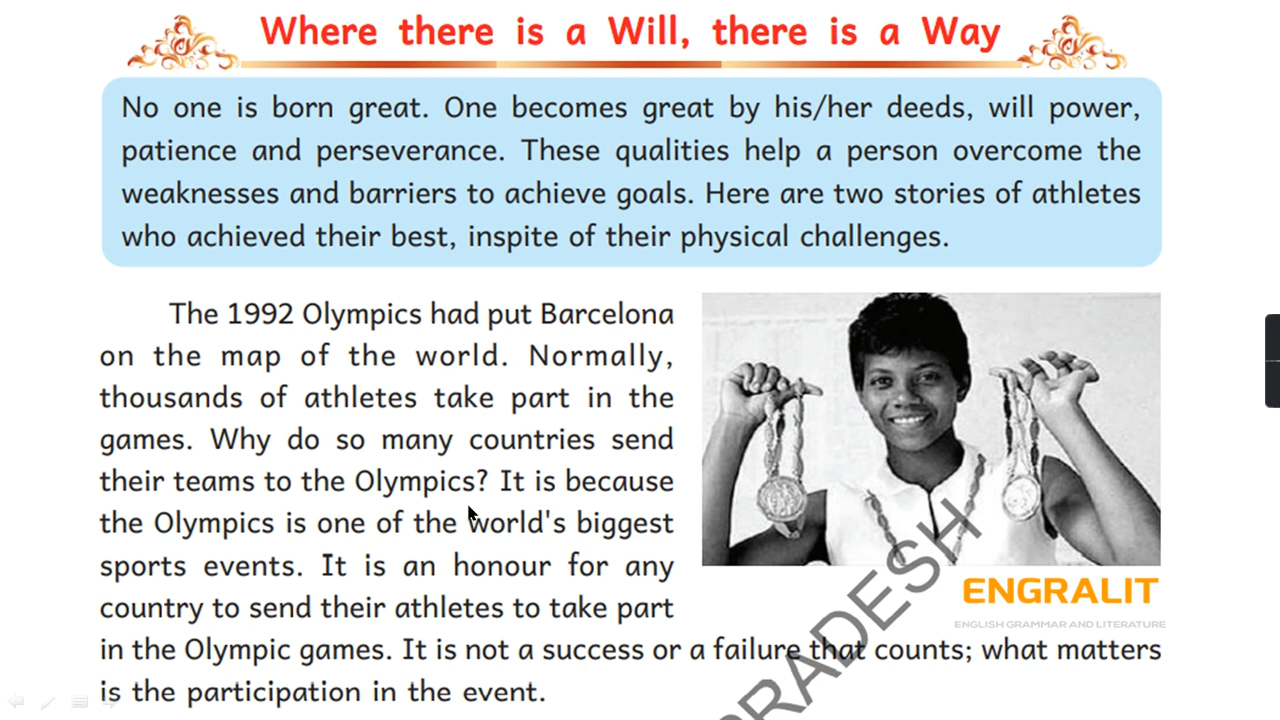 Where there is a Will, there is a Way
No one is born great. One becomes great by his/her deeds, will power,
patience and perseverance. These qualities help a person overcome the
weaknesses and barriers to achieve goals. Here are two stories of athletes
who achieved their best, inspite of their physical challenges.
The 1992 Olympics had put Barcelona
on the map of the world. Normally,
thousands of athletes take part in the
games. Why do so many countries send
their teams to the Olympics? It is because
the Olympics is one of the world's biggest
sports events. It is an honour for any
country to send their athletes to take part
in the Olympic games. It is not a success or a failure that counts; what matters
is the participation in the event.
ENGRALIT
ENGLISH GRAMMAR AND LITERATURE
RADESH